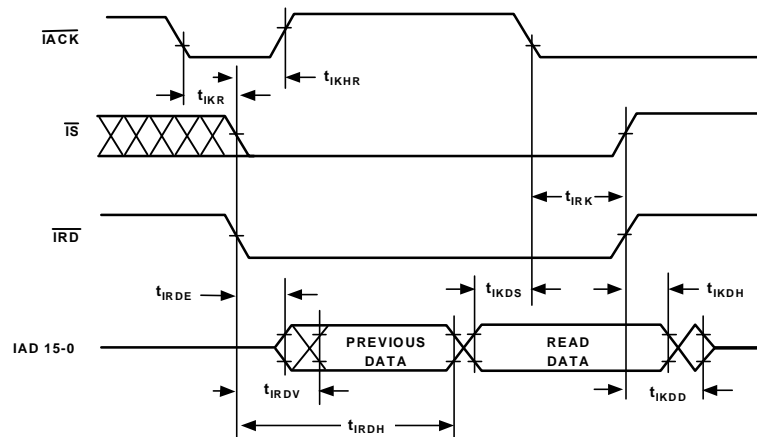 IACK
tIKHR
tIKR
IS
tIRK
IRD
tIRDE
tIKDS
tIKDH
IAD 15-0
PREVIOUS
DATA
READ
DATA
tIRDV
tIKDD
tIRDH